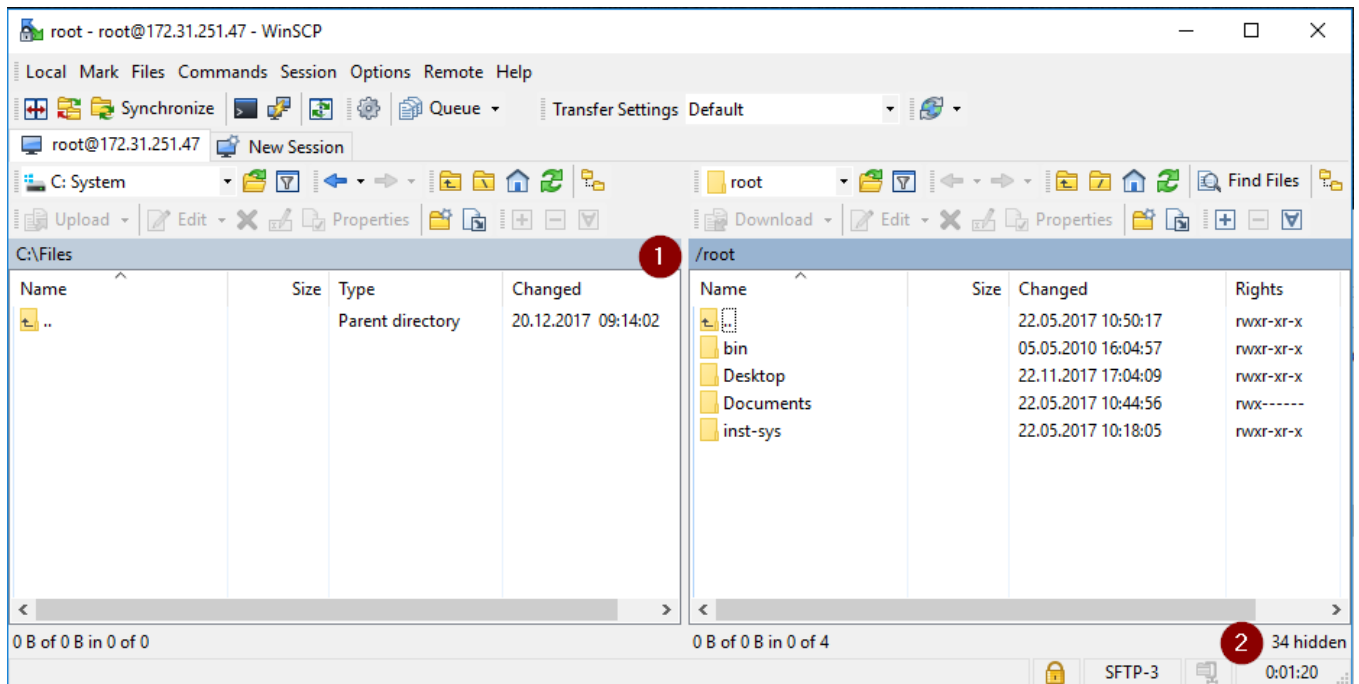 root - root@172.31.251.47 - WinSCP
Local Mark Files Commands Session Options Remote Help
Synchronize Queue Transfer Settings Default
root@172.31.251.47 New Session
C: System root Find Files
Upload Edit Properties Download Edit Properties
C:\Files 1 /root
Name Size Type Changed Name Size Changed Rights
.. Parent directory 20.12.2017 09:14:02 .. 22.05.2017 10:50:17 rwxr-xr-x
bin 05.05.2010 16:04:57 rwxr-xr-x
Desktop 22.11.2017 17:04:09 rwxr-xr-x
Documents 22.05.2017 10:44:56 rwx------
inst-sys 22.05.2017 10:18:05 rwxr-xr-x
0 B of 0 B in 0 of 0 0 B of 0 B in 0 of 4 2 34 hidden
SFTP-3 0:01:20